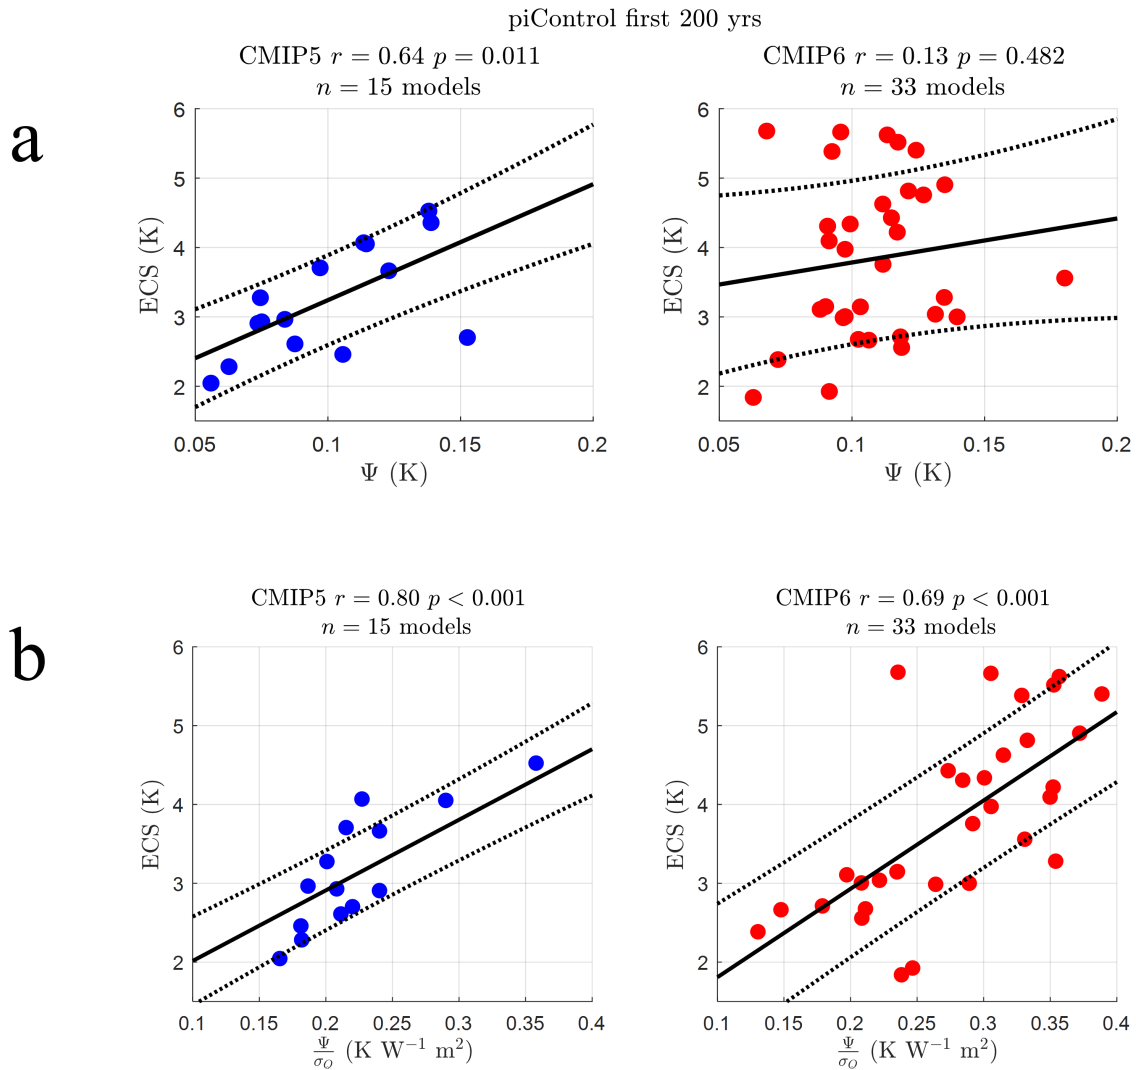 piControl first 200 yrs
a
CMIP5 r = 0.64 p = 0.011
n = 15 models
ECS (K)
6
5
4
3
2
0.05
0.1
0.15
0.2
Ψ (K)
CMIP6 r = 0.13 p = 0.482
n = 33 models
ECS (K)
6
5
4
3
2
0.05
0.1
0.15
0.2
Ψ (K)
b
CMIP5 r = 0.80 p < 0.001
n = 15 models
ECS (K)
6
5
4
3
2
0.1
0.15
0.2
0.25
0.3
0.35
0.4
Ψ/σ_O (K W⁻¹ m²)
CMIP6 r = 0.69 p < 0.001
n = 33 models
ECS (K)
6
5
4
3
2
0.1
0.15
0.2
0.25
0.3
0.35
0.4
Ψ/σ_O (K W⁻¹ m²)